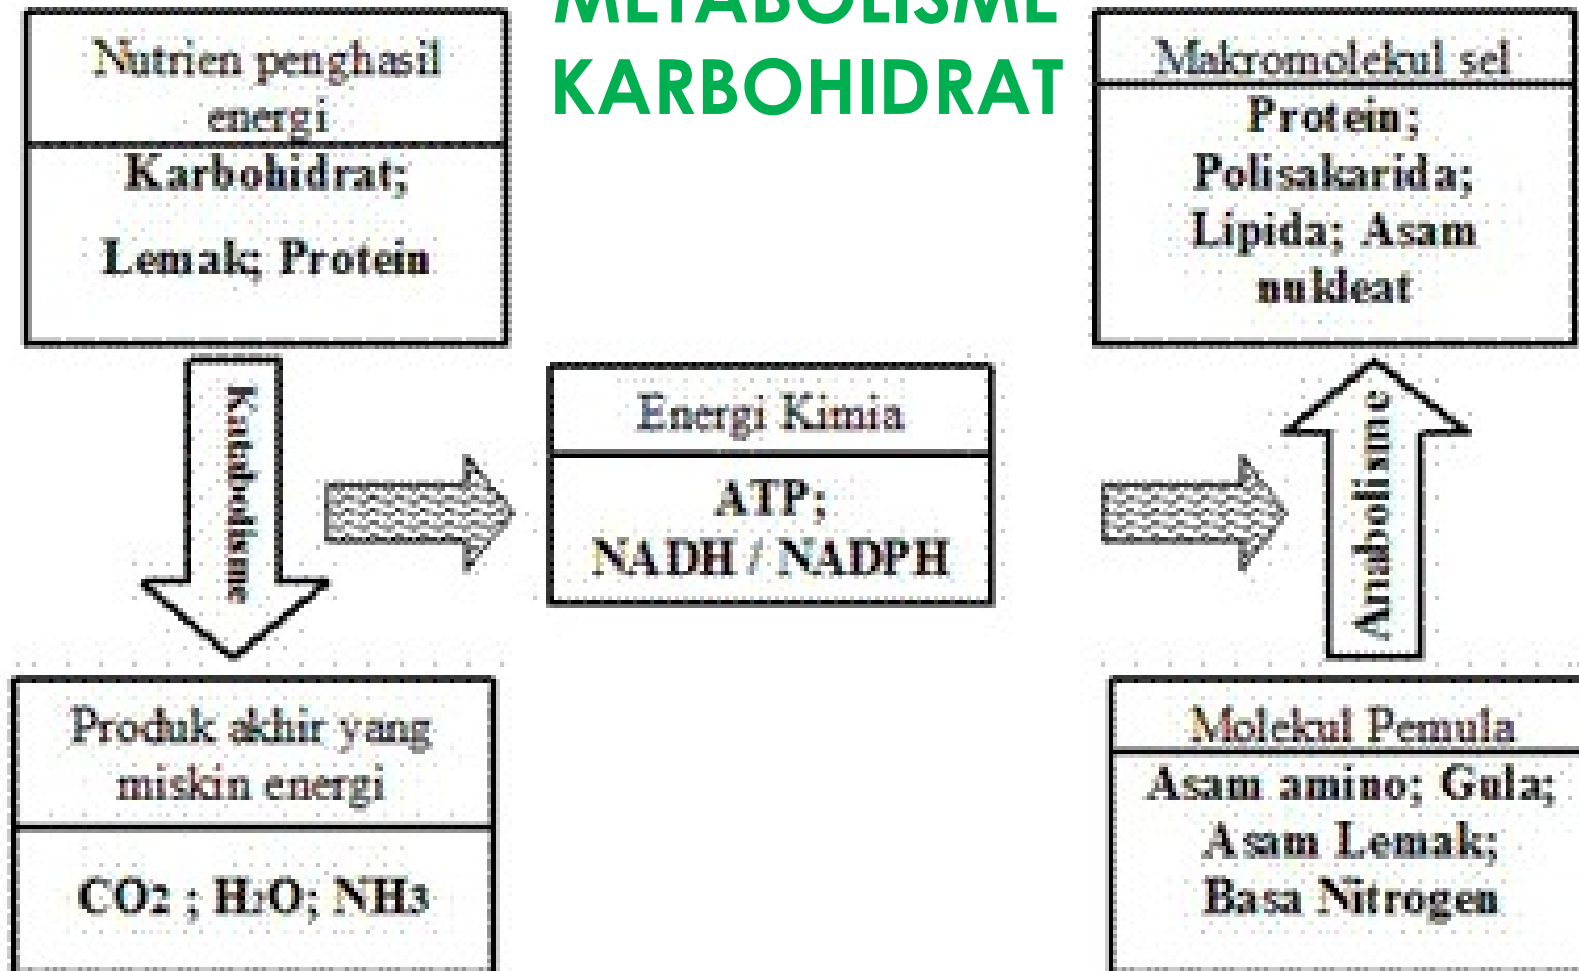 METABOLISME
KARBOHIDRAT
Nutrien penghasil
energi
Karbohidrat;
Lemak; Protein
Katabolisme
Produk akhir yang
miskin energi
CO2 ; H2O; NH3
Energi Kimia
ATP;
NADH / NADPH
Makromolekul sel
Protein;
Polisakarida;
Lipida; Asam
nukleat
Anabolisme
Molekul Pemula
Asam amino; Gula;
Asam Lemak;
Basa Nitrogen